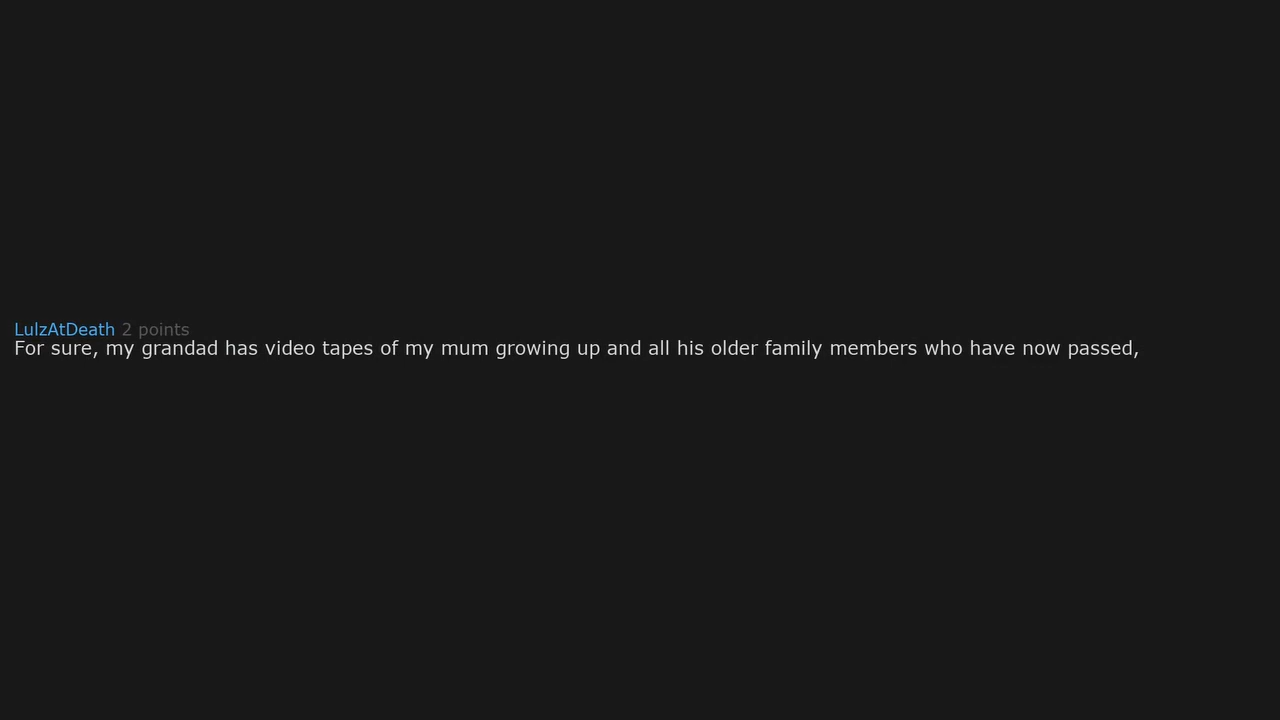 LulzAtDeath 2 points
For sure, my grandad has video tapes of my mum growing up and all his older family members who have now passed,